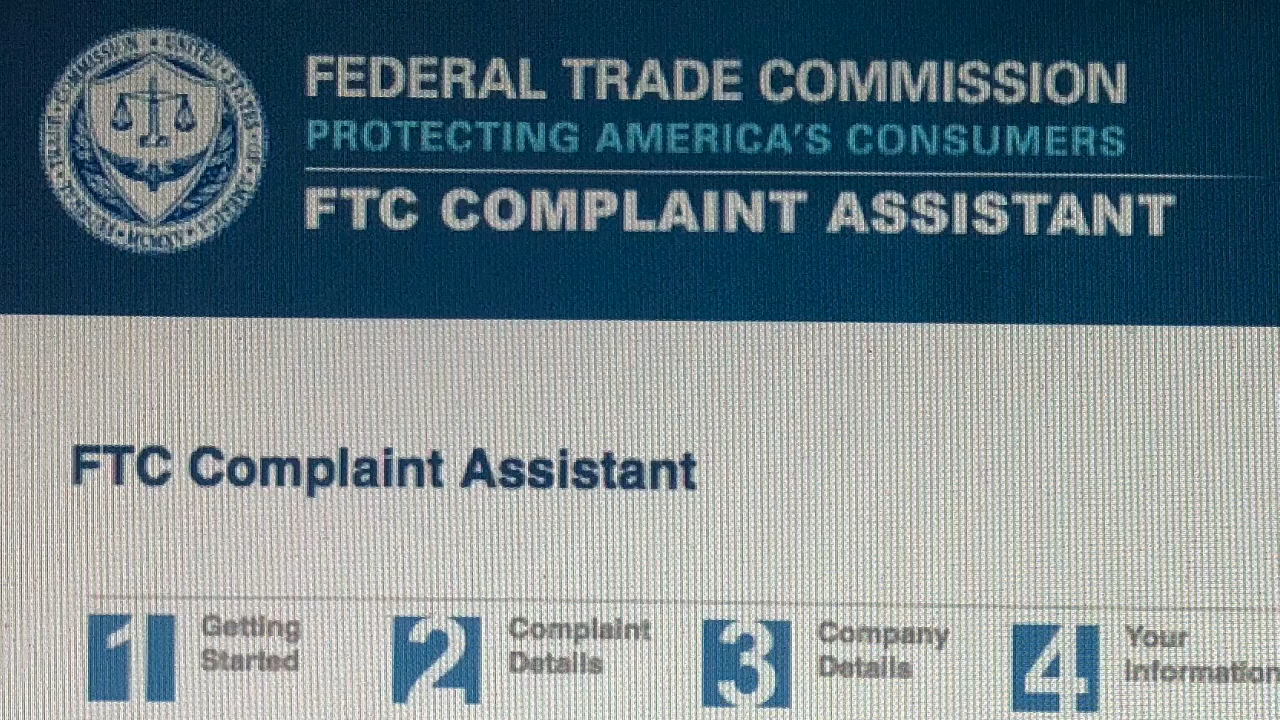 FEDERAL TRADE COMMISSION
PROTECTING AMERICA'S CONSUMERS
FTC COMPLAINT ASSISTANT
FTC Complaint Assistant
1 Getting
Started
2 Complaint
Details
3 Company
Details
4 Your
Information